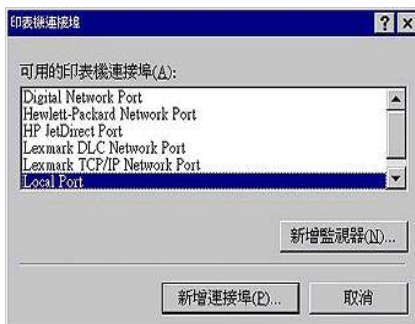 印表機連接埠
可用的印表機連接埠(A):
Digital Network Port
Hewlett-Packard Network Port
HP JetDirect Port
Lexmark DLC Network Port
Lexmark TCP/IP Network Port
Local Port
新增監視器(N)...
新增連接埠(P)...
取消